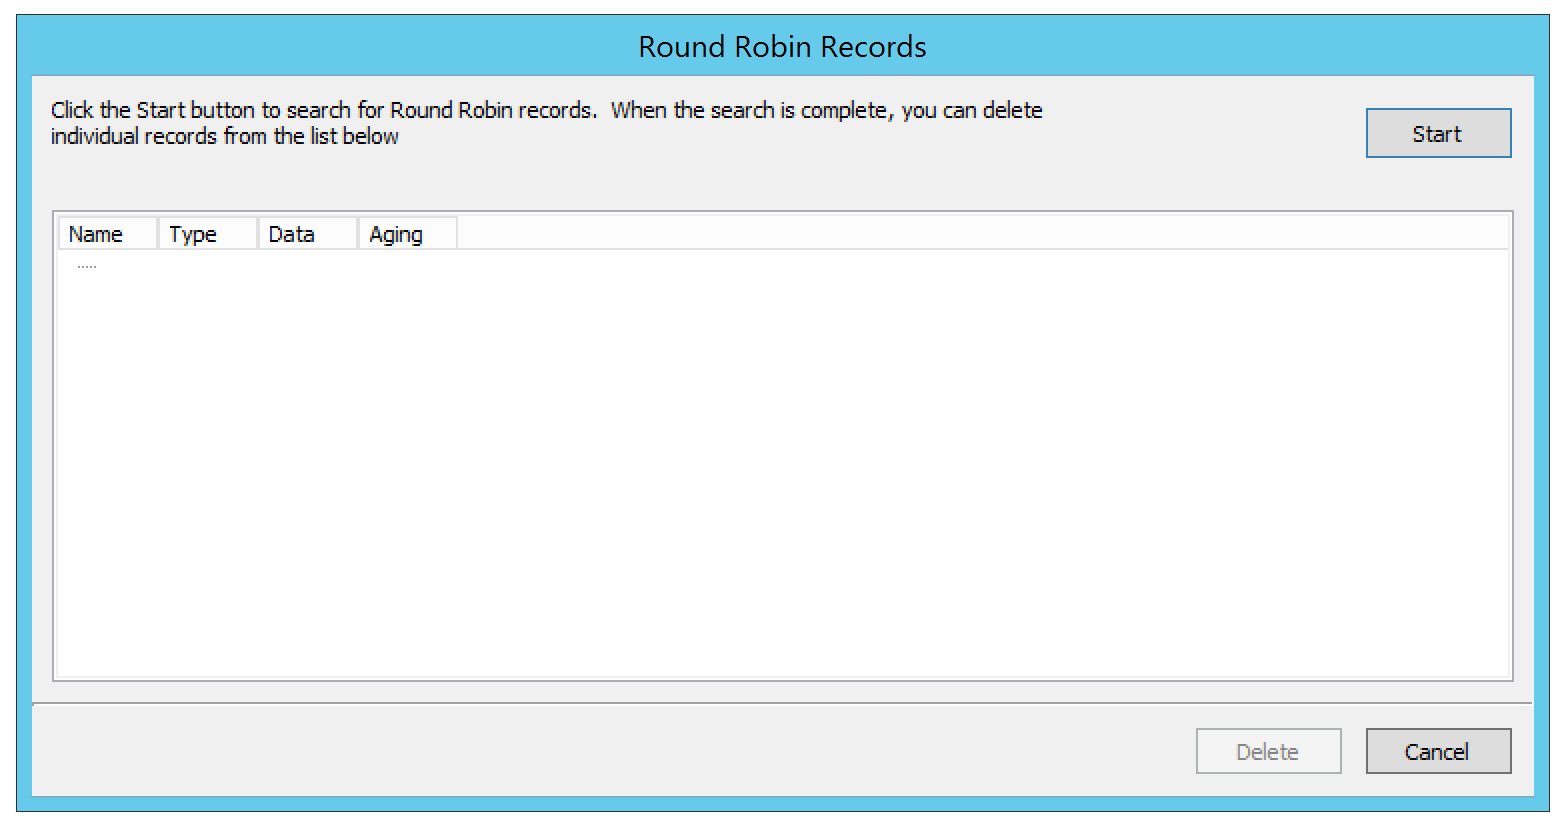 Round Robin Records
Click the Start button to search for Round Robin records.  When the search is complete, you can delete
individual records from the list below
Start
Name Type Data Aging
.....
Delete Cancel